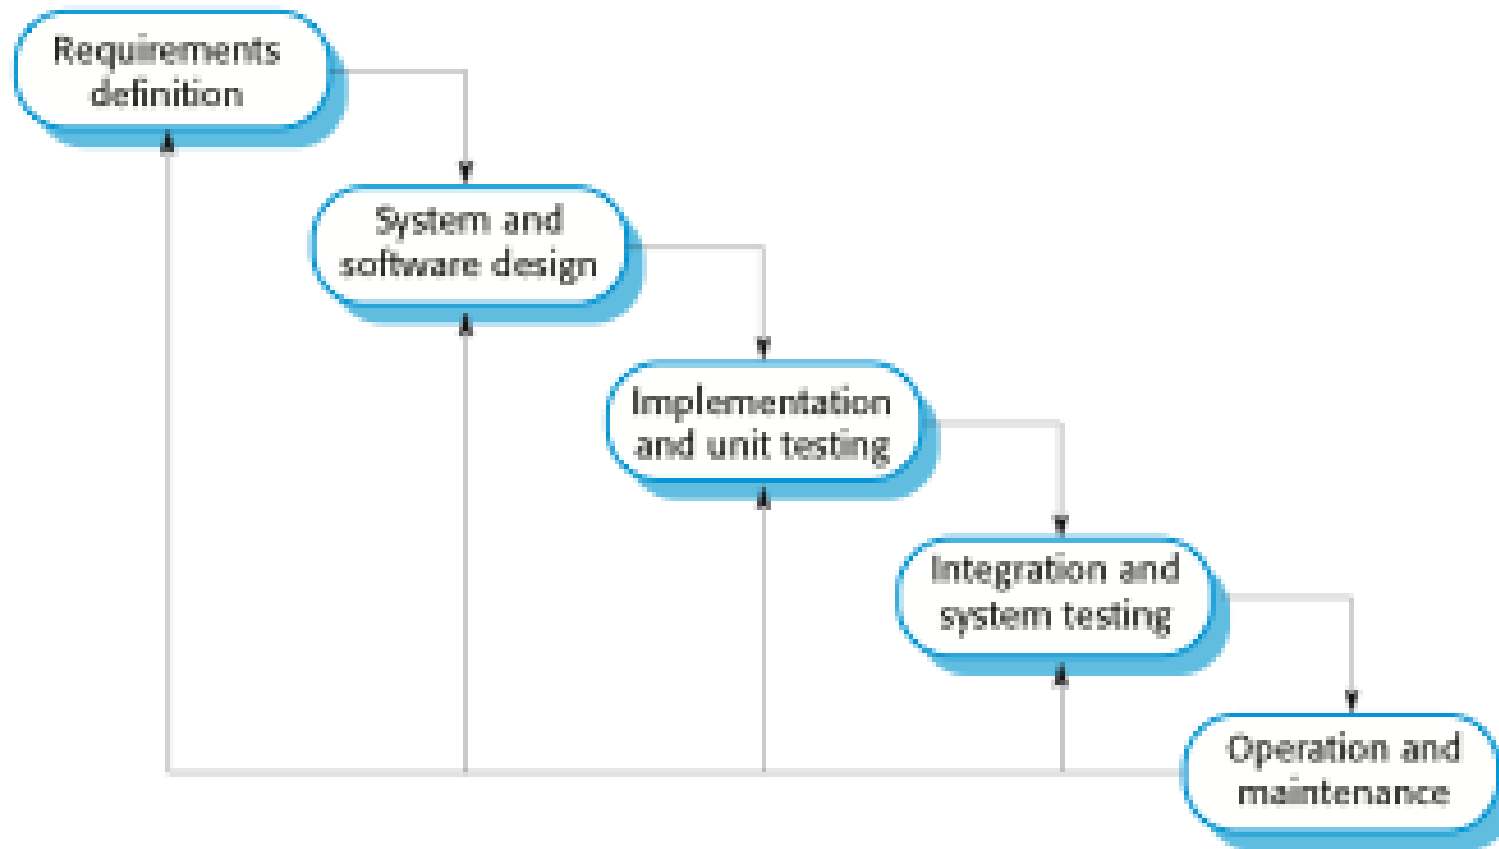 Requirements
definition
System and
software design
Implementation
and unit testing
Integration and
system testing
Operation and
maintenance